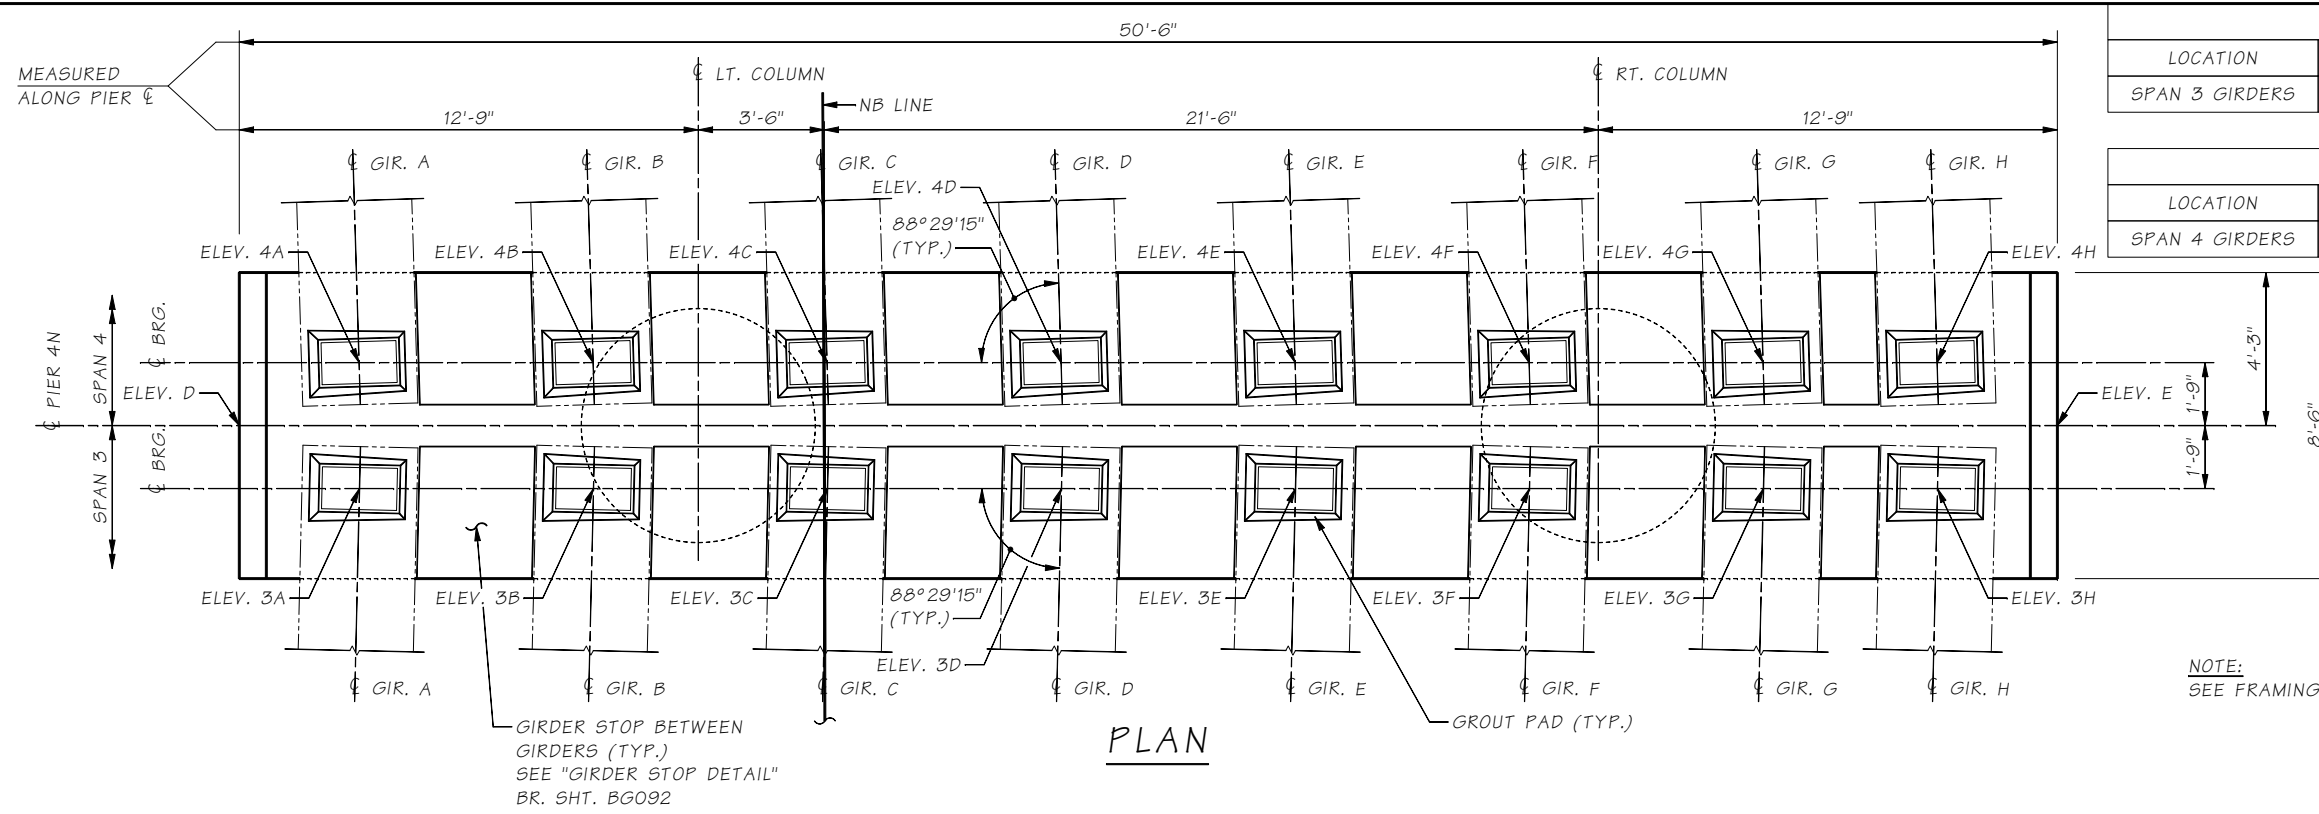 50'-6"
MEASURED
ALONG PIER ℄
℄ LT. COLUMN
℄ RT. COLUMN
NB LINE
12'-9"
3'-6"
21'-6"
12'-9"
LOCATION
SPAN 3 GIRDERS
LOCATION
SPAN 4 GIRDERS
℄ GIR. A
℄ GIR. B
℄ GIR. C
℄ GIR. D
℄ GIR. E
℄ GIR. F
℄ GIR. G
℄ GIR. H
ELEV. 4D
88°29'15"
(TYP.)
ELEV. 4A
ELEV. 4B
ELEV. 4C
ELEV. 4E
ELEV. 4F
ELEV. 4G
ELEV. 4H
℄ PIER 4N
SPAN 4
℄ BRG.
SPAN 3
℄ BRG.
ELEV. D
ELEV. E
1'-9"
1'-9"
4'-3"
8'-6"
ELEV. 3A
ELEV. 3B
ELEV. 3C
88°29'15"
(TYP.)
ELEV. 3E
ELEV. 3F
ELEV. 3G
ELEV. 3H
ELEV. 3D
℄ GIR. A
℄ GIR. B
℄ GIR. C
℄ GIR. D
℄ GIR. E
℄ GIR. F
℄ GIR. G
℄ GIR. H
GIRDER STOP BETWEEN
GIRDERS (TYP.)
SEE "GIRDER STOP DETAIL"
BR. SHT. BG092
GROUT PAD (TYP.)
PLAN
NOTE:
SEE FRAMING